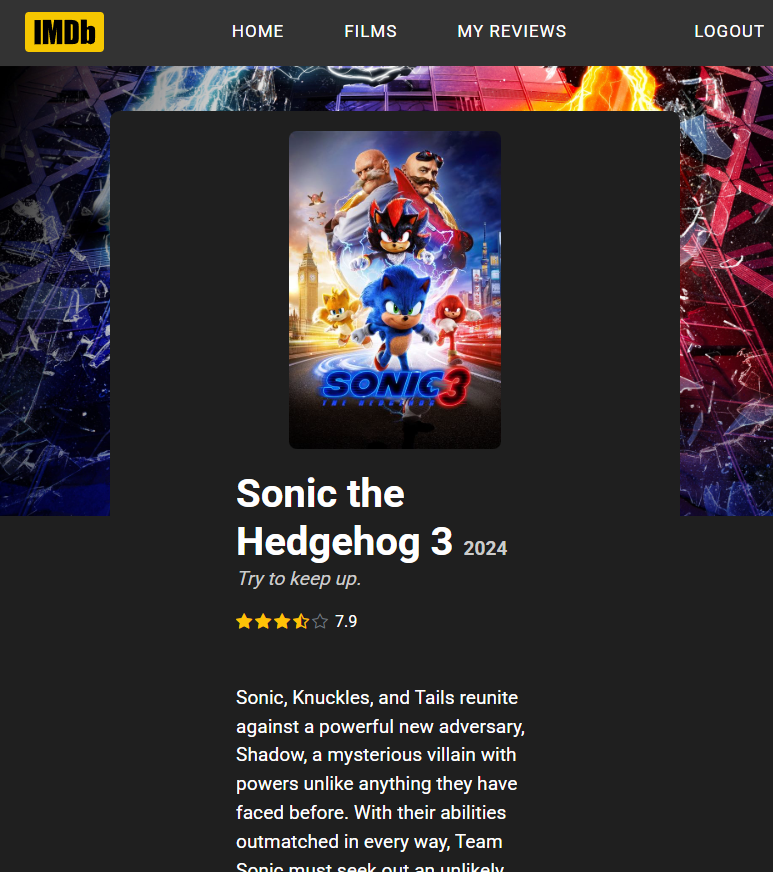 IMDb HOME FILMS MY REVIEWS LOGOUT
SONIC 3
THE HEDGEHOG
Sonic the
Hedgehog 3 2024
Try to keep up.
7.9
Sonic, Knuckles, and Tails reunite
against a powerful new adversary,
Shadow, a mysterious villain with
powers unlike anything they have
faced before. With their abilities
outmatched in every way, Team
Sonic must seek out an unlikely